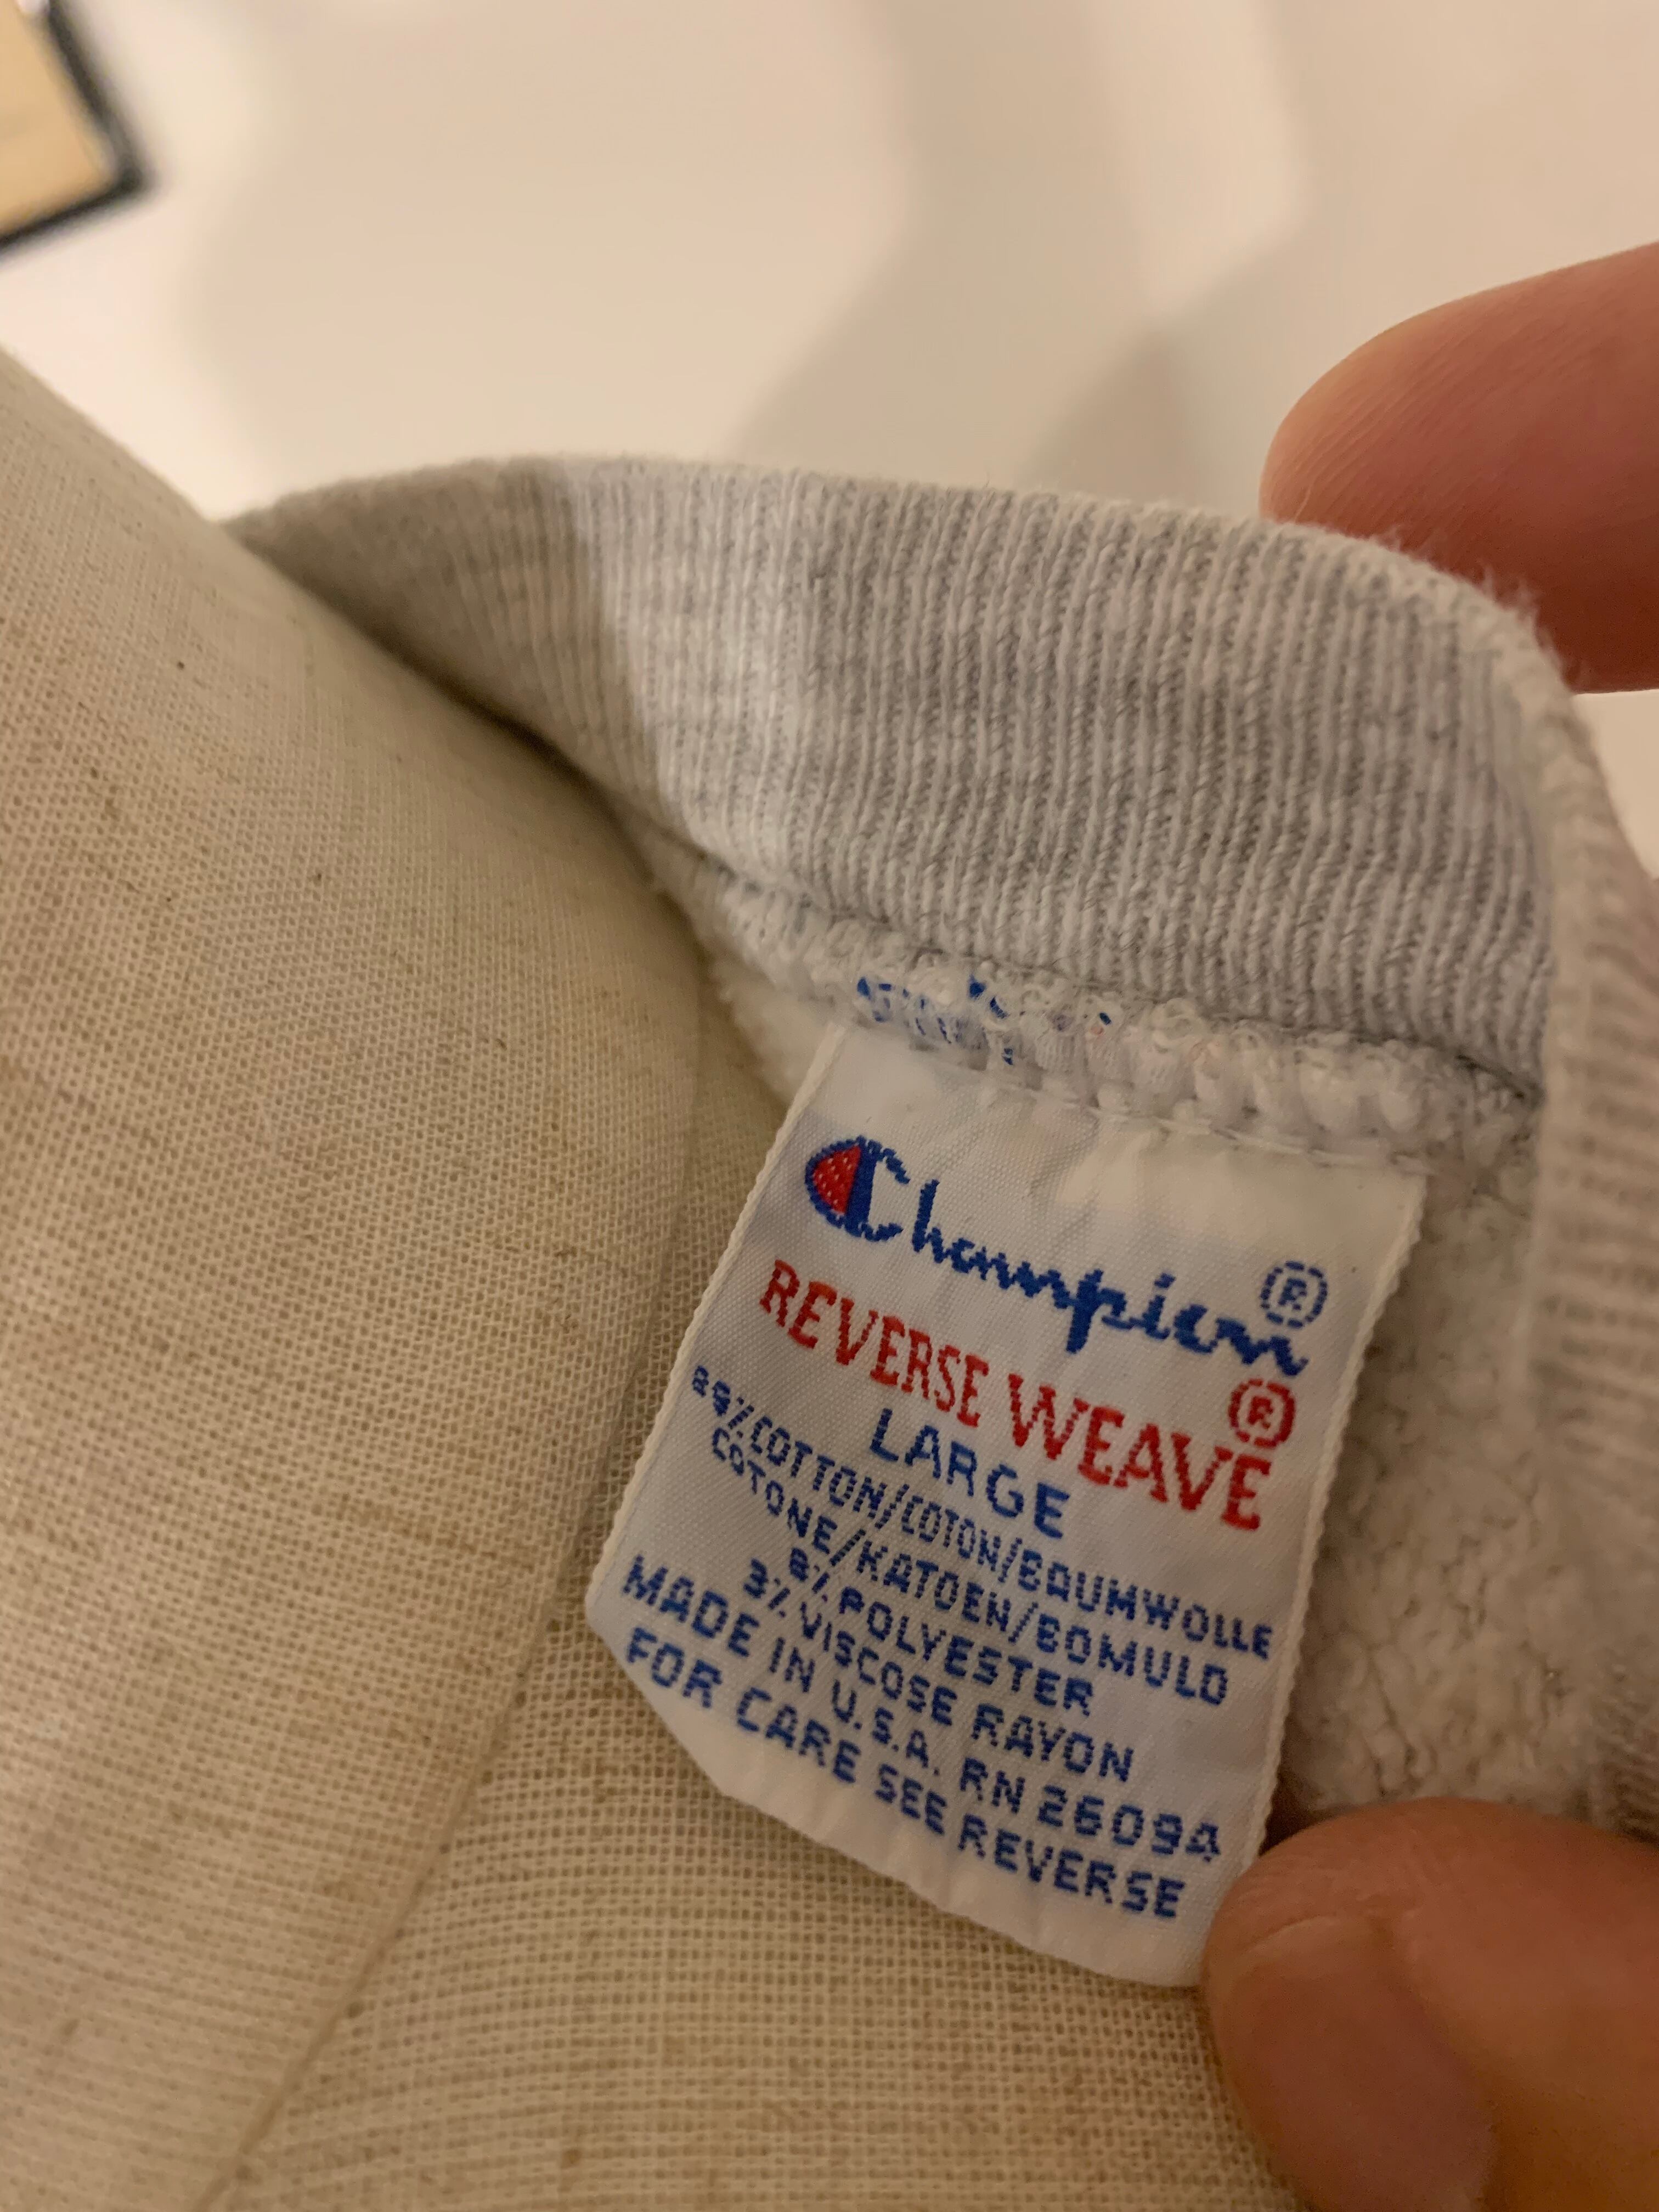 Champion®
REVERSE WEAVE®
LARGE
89% COTTON/COTON/BAUMWOLLE
COTONE/KATOEN/BOMULD
8% POLYESTER
3% VISCOSE RAYON
MADE IN U.S.A. RN 26094
FOR CARE SEE REVERSE